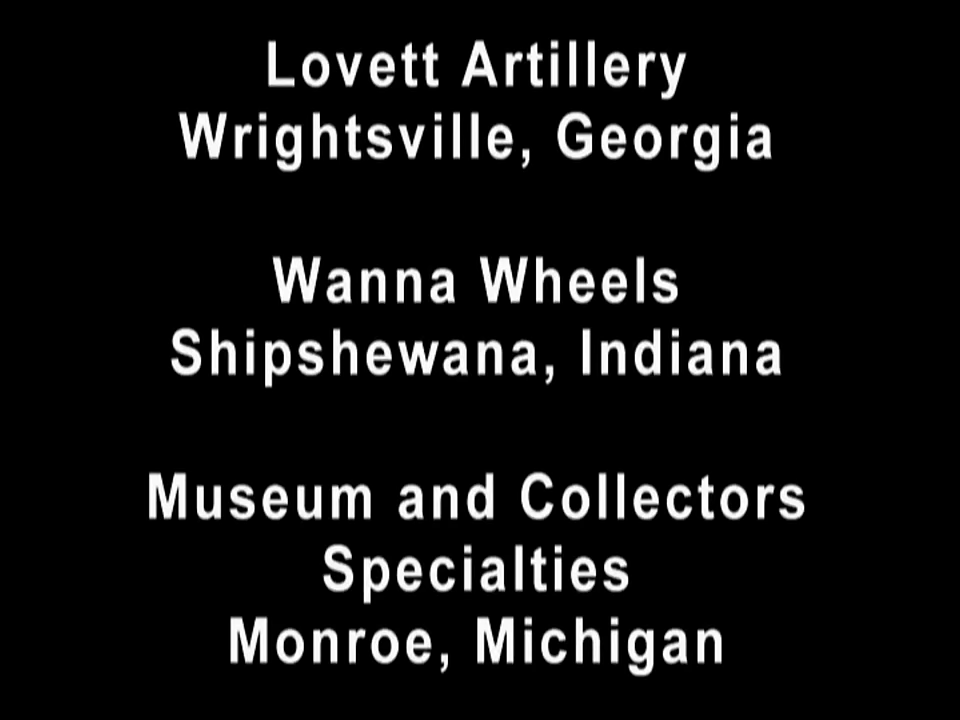 Lovett Artillery
Wrightsville, Georgia
Wanna Wheels
Shipshewana, Indiana
Museum and Collectors
Specialties
Monroe, Michigan